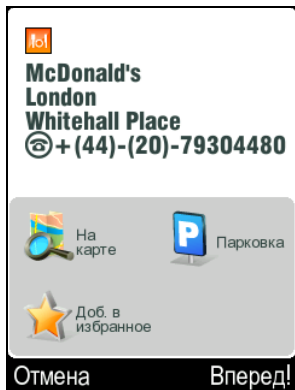 McDonald's
London
Whitehall Place
+(44)-(20)-79304480
На
карте
P
Парковка
Доб. в
избранное
Отмена
Вперед!